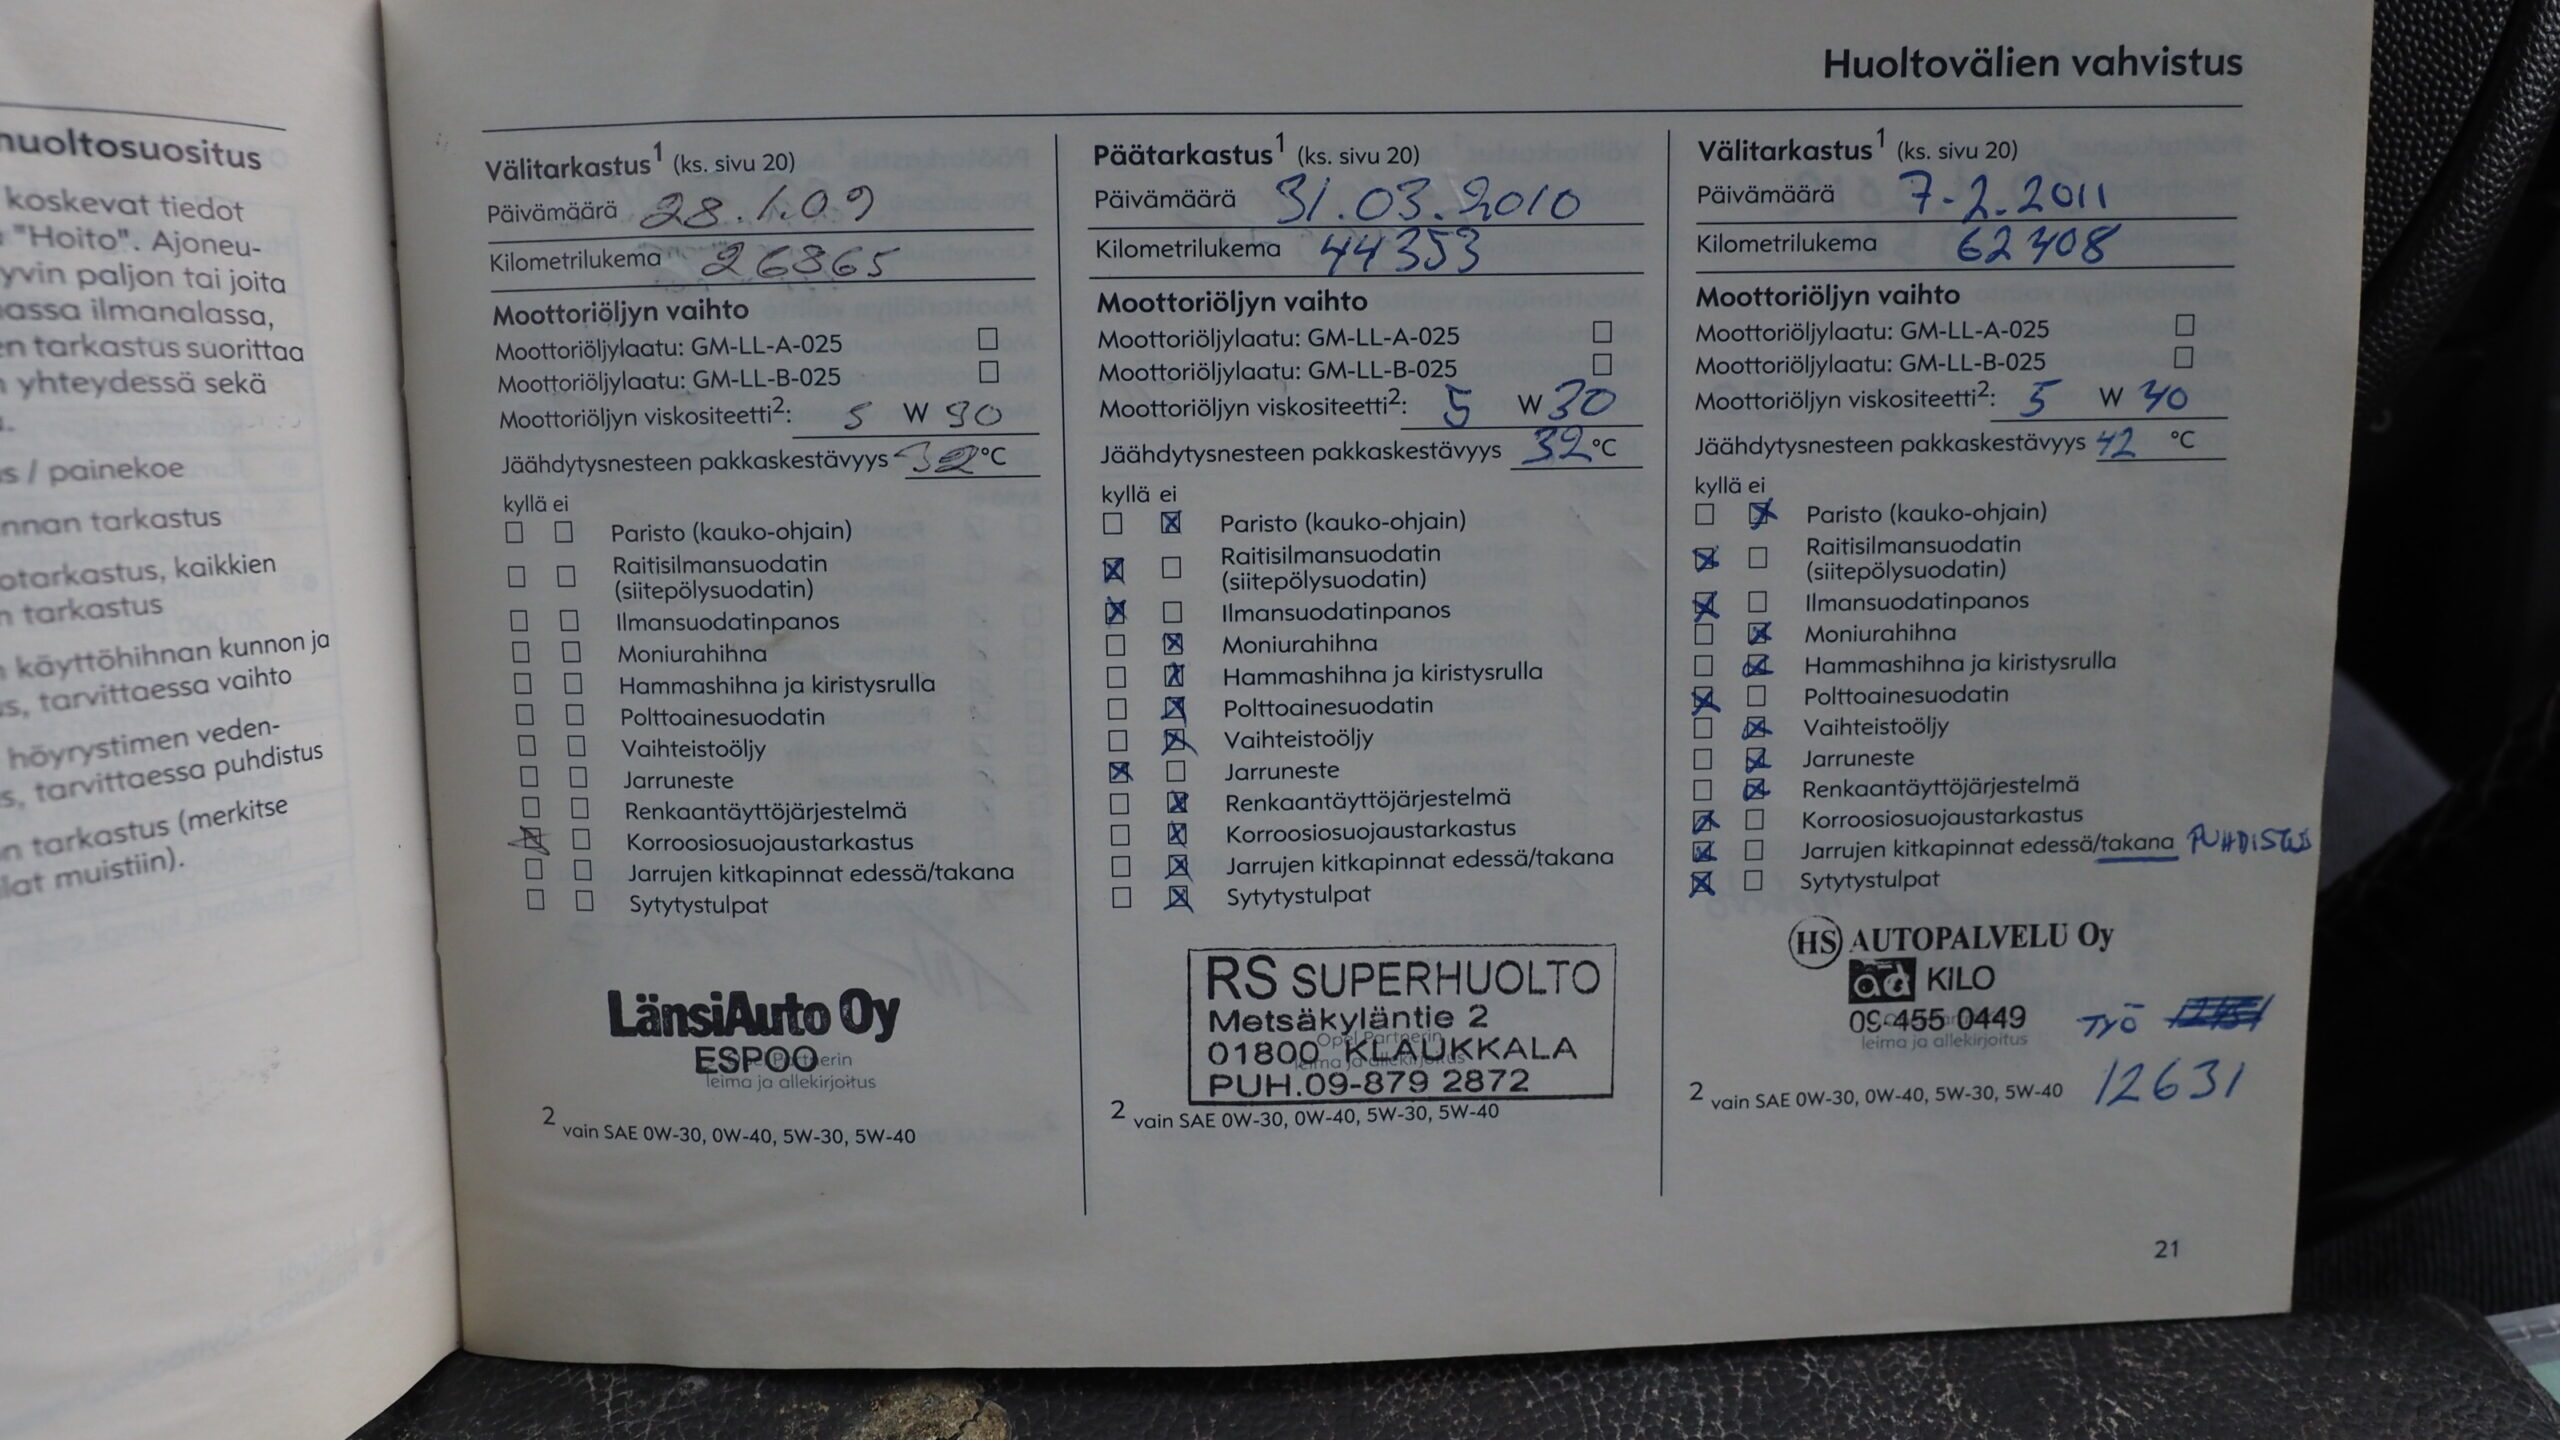 huoltosuositus
koskevat tiedot
"Hoito". Ajoneu-
yvin paljon tai joita
assa ilmanalassa,
en tarkastus suorittaa
yhteydessä sekä
s / painekoe
nnan tarkastus
otarkastus, kaikkien
n tarkastus
käyttöhihnan kunnon ja
us, tarvittaessa vaihto
höyrystimen veden-
s, tarvittaessa puhdistus
n tarkastus (merkitse
lat muistiin).
Huoltovälien vahvistus
Välitarkastus1 (ks. sivu 20)
Päivämäärä 28.1.09
Kilometrilukema 26865
Moottoriöljyn vaihto
Moottoriöljylaatu: GM-LL-A-025
Moottoriöljylaatu: GM-LL-B-025
Moottoriöljyn viskositeetti2: 5 W 30
Jäähdytysnesteen pakkaskestävyys -32 °C
kyllä ei
Paristo (kauko-ohjain)
Raitisilmansuodatin
(siitepölysuodatin)
Ilmansuodatinpanos
Moniurahihna
Hammashihna ja kiristysrulla
Polttoainesuodatin
Vaihteistoöljy
Jarruneste
Renkaantäyttöjärjestelmä
Korroosiosuojaustarkastus
Jarrujen kitkapinnat edessä/takana
Sytytystulpat
LänsiAuto Oy
ESPOO
Opel Partnerin
leima ja allekirjoitus
2 vain SAE 0W-30, 0W-40, 5W-30, 5W-40
Päätarkastus1 (ks. sivu 20)
Päivämäärä 31.03.2010
Kilometrilukema 44353
Moottoriöljyn vaihto
Moottoriöljylaatu: GM-LL-A-025
Moottoriöljylaatu: GM-LL-B-025
Moottoriöljyn viskositeetti2: 5 W 30
Jäähdytysnesteen pakkaskestävyys 32 °C
kyllä ei
Paristo (kauko-ohjain)
Raitisilmansuodatin
(siitepölysuodatin)
Ilmansuodatinpanos
Moniurahihna
Hammashihna ja kiristysrulla
Polttoainesuodatin
Vaihteistoöljy
Jarruneste
Renkaantäyttöjärjestelmä
Korroosiosuojaustarkastus
Jarrujen kitkapinnat edessä/takana
Sytytystulpat
RS SUPERHUOLTO
Metsäkyläntie 2
Opel Partnerin
01800 KLAUKKALA
leima ja allekirjoitus
PUH.09-879 2872
2 vain SAE 0W-30, 0W-40, 5W-30, 5W-40
Välitarkastus1 (ks. sivu 20)
Päivämäärä 7.2.2011
Kilometrilukema 62408
Moottoriöljyn vaihto
Moottoriöljylaatu: GM-LL-A-025
Moottoriöljylaatu: GM-LL-B-025
Moottoriöljyn viskositeetti2: 5 W 40
Jäähdytysnesteen pakkaskestävyys 42 °C
kyllä ei
Paristo (kauko-ohjain)
Raitisilmansuodatin
(siitepölysuodatin)
Ilmansuodatinpanos
Moniurahihna
Hammashihna ja kiristysrulla
Polttoainesuodatin
Vaihteistoöljy
Jarruneste
Renkaantäyttöjärjestelmä
Korroosiosuojaustarkastus
Jarrujen kitkapinnat edessä/takana PUHDISTUS
Sytytystulpat
HS AUTOPALVELU Oy
ad KILO
09-455 0449 TYÖ
leima ja allekirjoitus
12631
2 vain SAE 0W-30, 0W-40, 5W-30, 5W-40
21